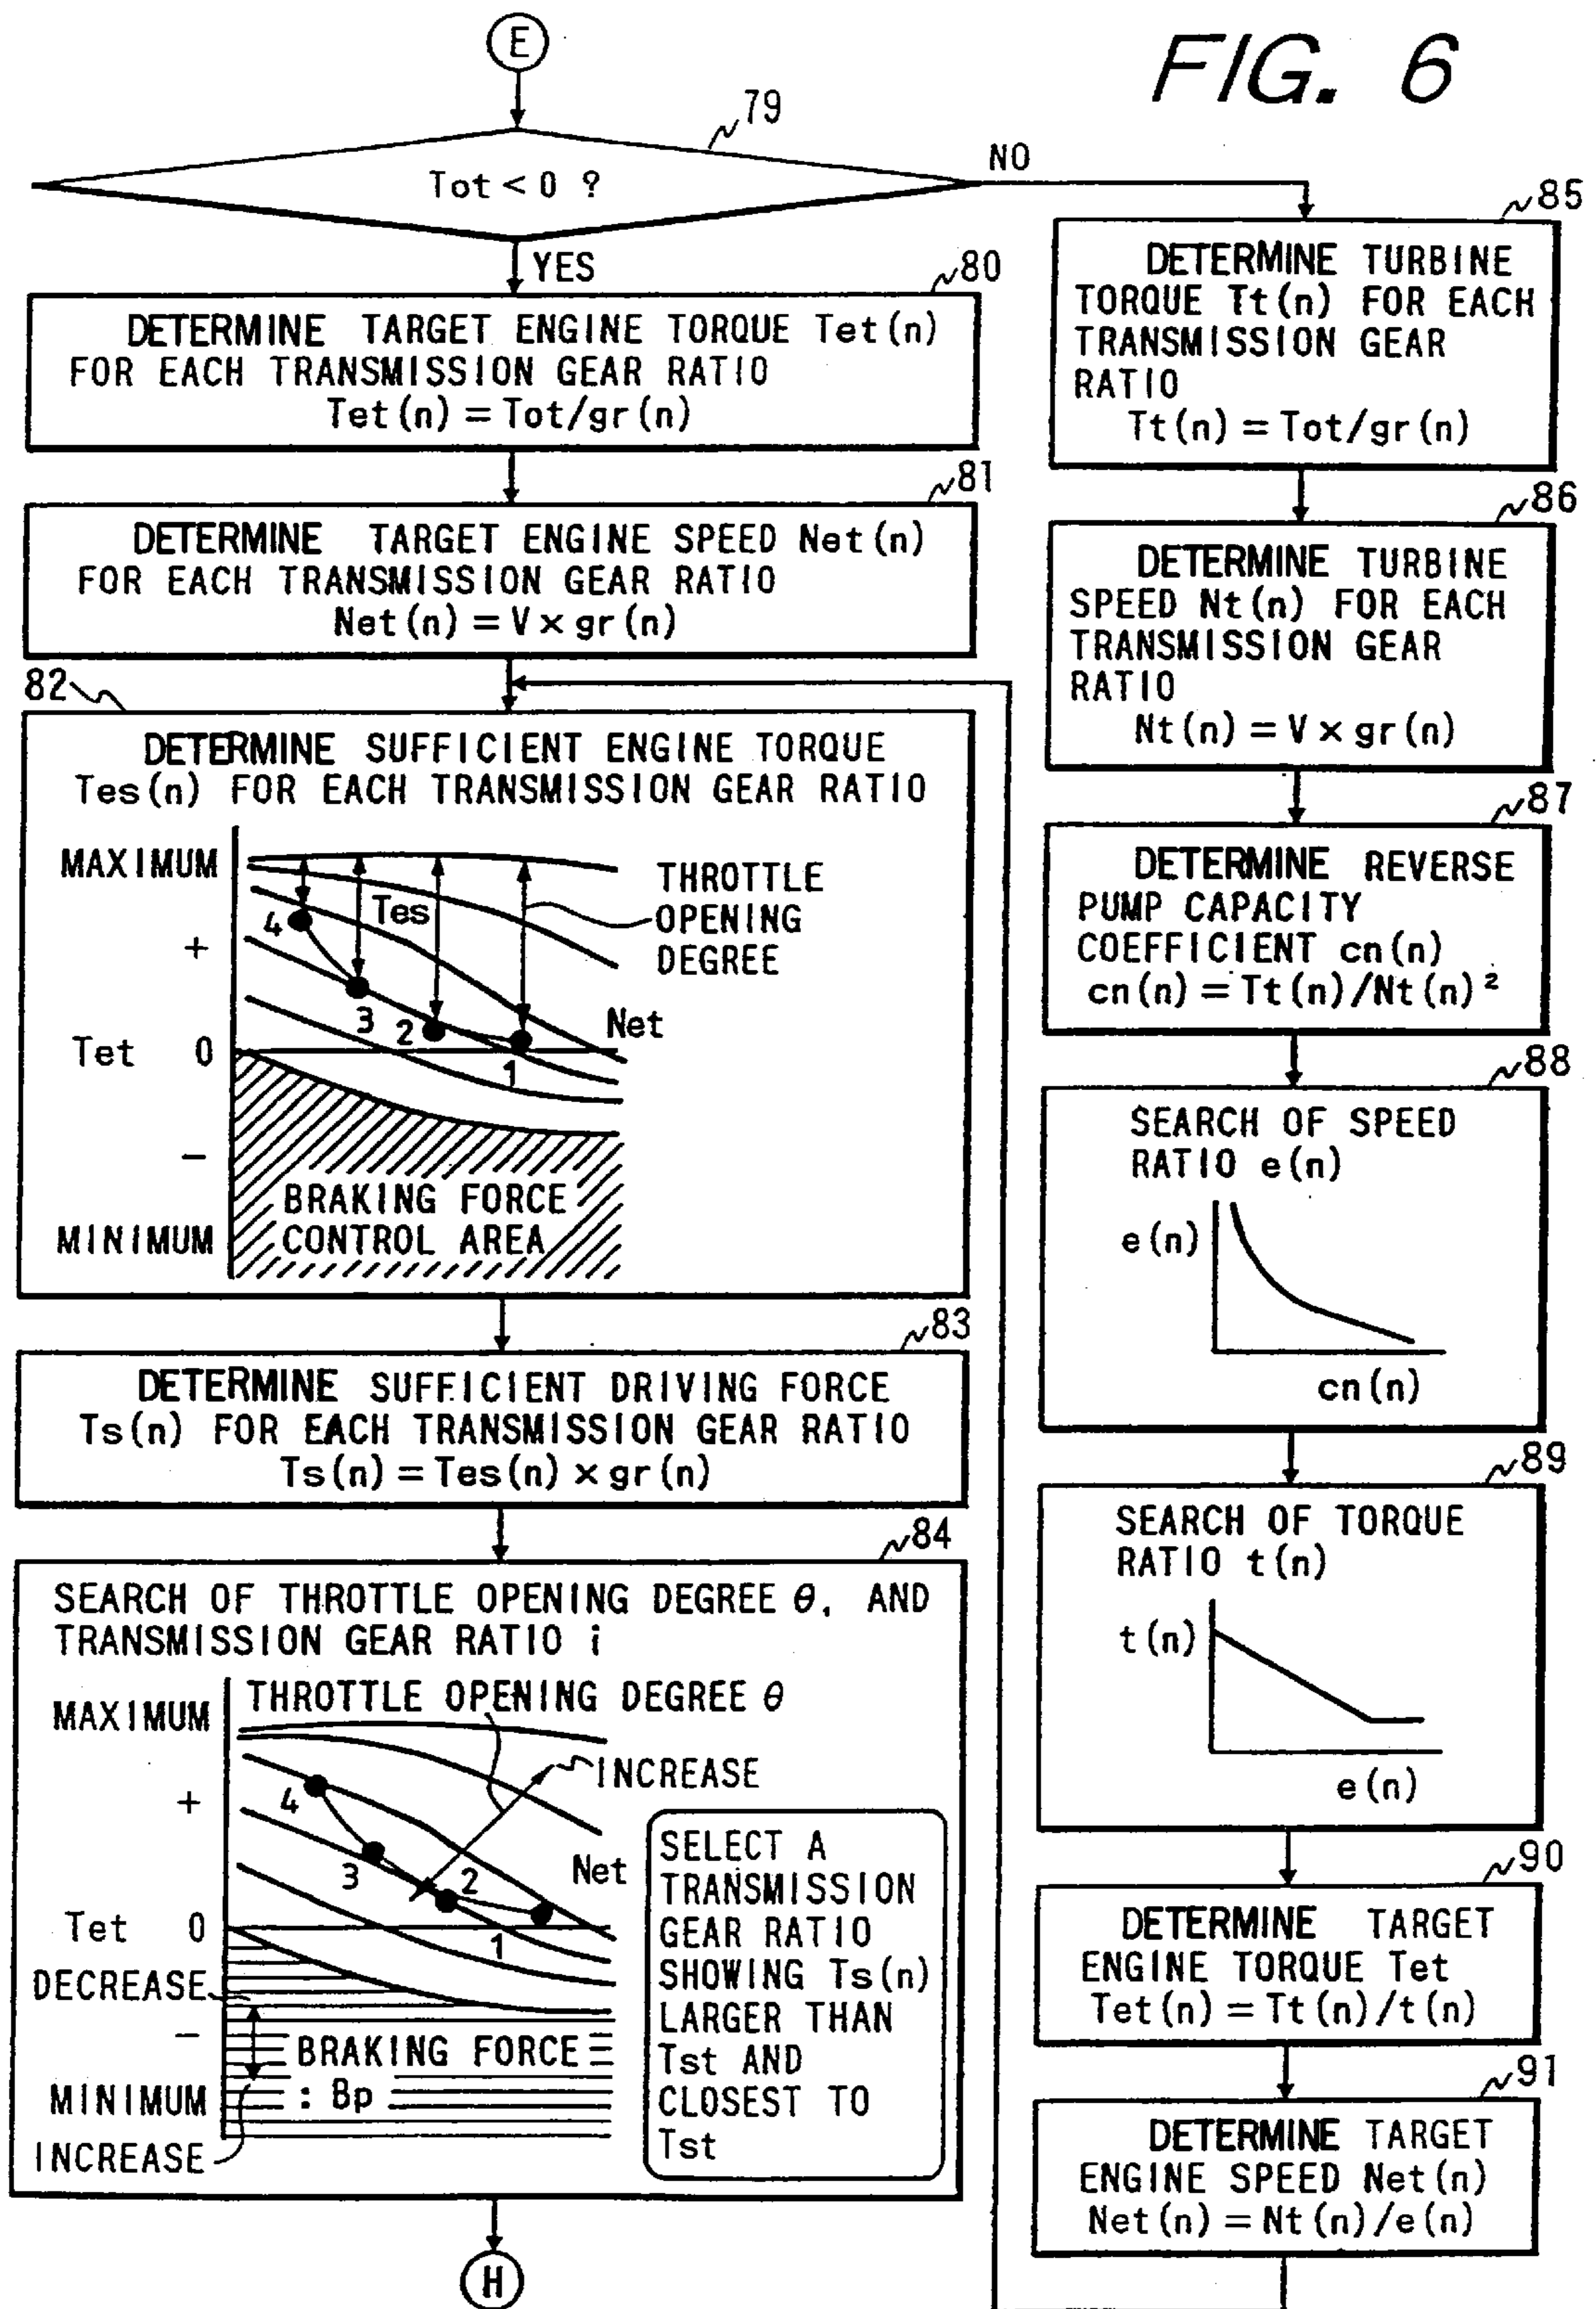 FIG. 6
E
79
Tot < 0 ?
NO
YES
80
DETERMINE TARGET ENGINE TORQUE Tet(n)
FOR EACH TRANSMISSION GEAR RATIO
Tet(n) = Tot/gr(n)
81
DETERMINE TARGET ENGINE SPEED Net(n)
FOR EACH TRANSMISSION GEAR RATIO
Net(n) = V × gr(n)
82
DETERMINE SUFFICIENT ENGINE TORQUE
Tes(n) FOR EACH TRANSMISSION GEAR RATIO
MAXIMUM
+
Tet 0
−
MINIMUM
4
Tes
3
2
1
THROTTLE
OPENING
DEGREE
Net
BRAKING FORCE
CONTROL AREA
83
DETERMINE SUFFICIENT DRIVING FORCE
Ts(n) FOR EACH TRANSMISSION GEAR RATIO
Ts(n) = Tes(n) × gr(n)
84
SEARCH OF THROTTLE OPENING DEGREE θ, AND
TRANSMISSION GEAR RATIO i
THROTTLE OPENING DEGREE θ
MAXIMUM
INCREASE
+
4
3
2
1
Net
Tet 0
DECREASE
−
BRAKING FORCE
: Bp
MINIMUM
INCREASE
SELECT A
TRANSMISSION
GEAR RATIO
SHOWING Ts(n)
LARGER THAN
Tst AND
CLOSEST TO
Tst
H
85
DETERMINE TURBINE
TORQUE Tt(n) FOR EACH
TRANSMISSION GEAR
RATIO
Tt(n) = Tot/gr(n)
86
DETERMINE TURBINE
SPEED Nt(n) FOR EACH
TRANSMISSION GEAR
RATIO
Nt(n) = V × gr(n)
87
DETERMINE REVERSE
PUMP CAPACITY
COEFFICIENT cn(n)
cn(n) = Tt(n)/Nt(n)²
88
SEARCH OF SPEED
RATIO e(n)
e(n)
cn(n)
89
SEARCH OF TORQUE
RATIO t(n)
t(n)
e(n)
90
DETERMINE TARGET
ENGINE TORQUE Tet
Tet(n) = Tt(n)/t(n)
91
DETERMINE TARGET
ENGINE SPEED Net(n)
Net(n) = Nt(n)/e(n)